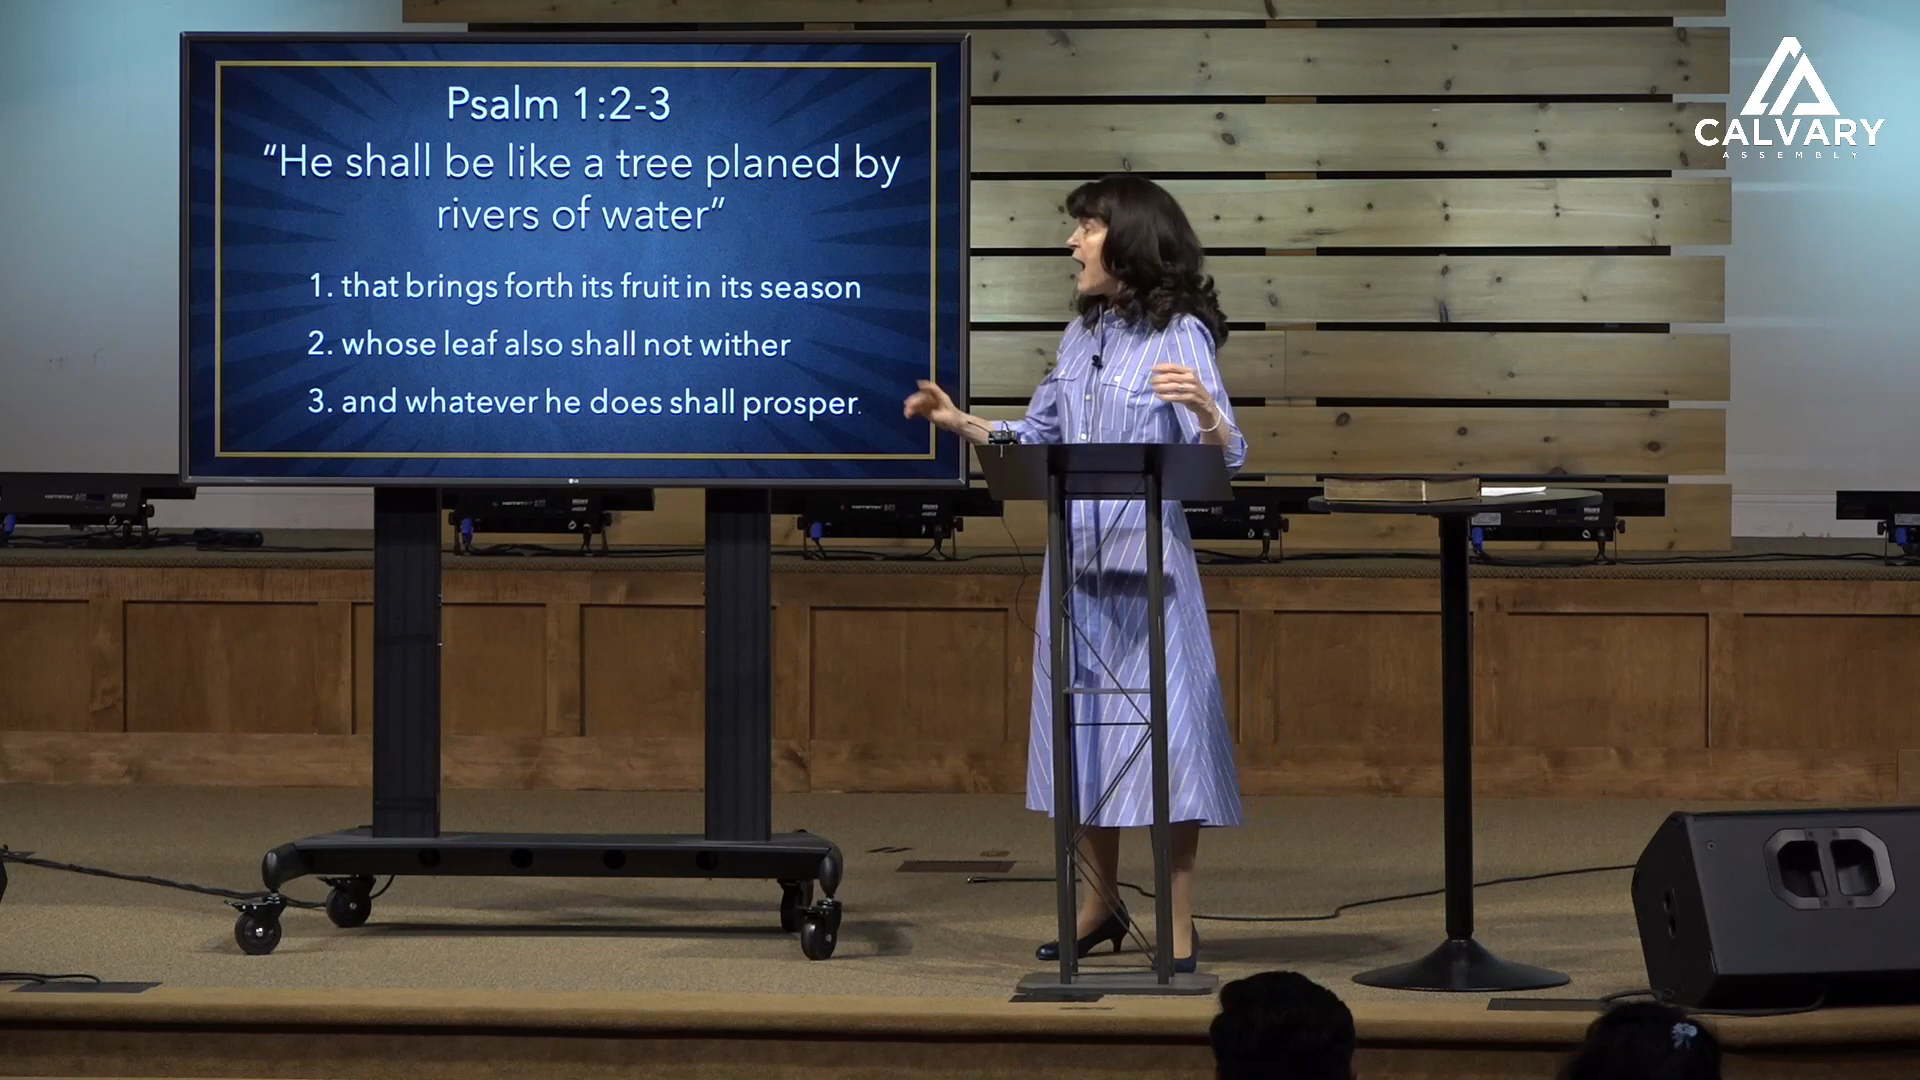 Psalm 1:2-3
“He shall be like a tree planed by
rivers of water”
1. that brings forth its fruit in its season
2. whose leaf also shall not wither
3. and whatever he does shall prosper.
CALVARY
ASSEMBLY